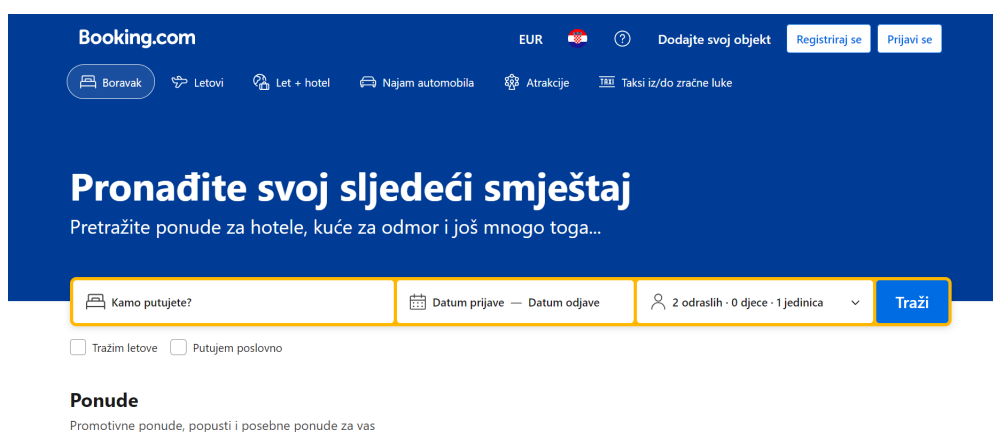 Booking.com EUR Dodajte svoj objekt Registriraj se Prijavi se
Boravak Letovi Let + hotel Najam automobila Atrakcije TAXI Taksi iz/do zračne luke
Pronađite svoj sljedeći smještaj
Pretražite ponude za hotele, kuće za odmor i još mnogo toga...
Kamo putujete? Datum prijave — Datum odjave 2 odraslih · 0 djece · 1 jedinica Traži
Tražim letove Putujem poslovno
Ponude
Promotivne ponude, popusti i posebne ponude za vas